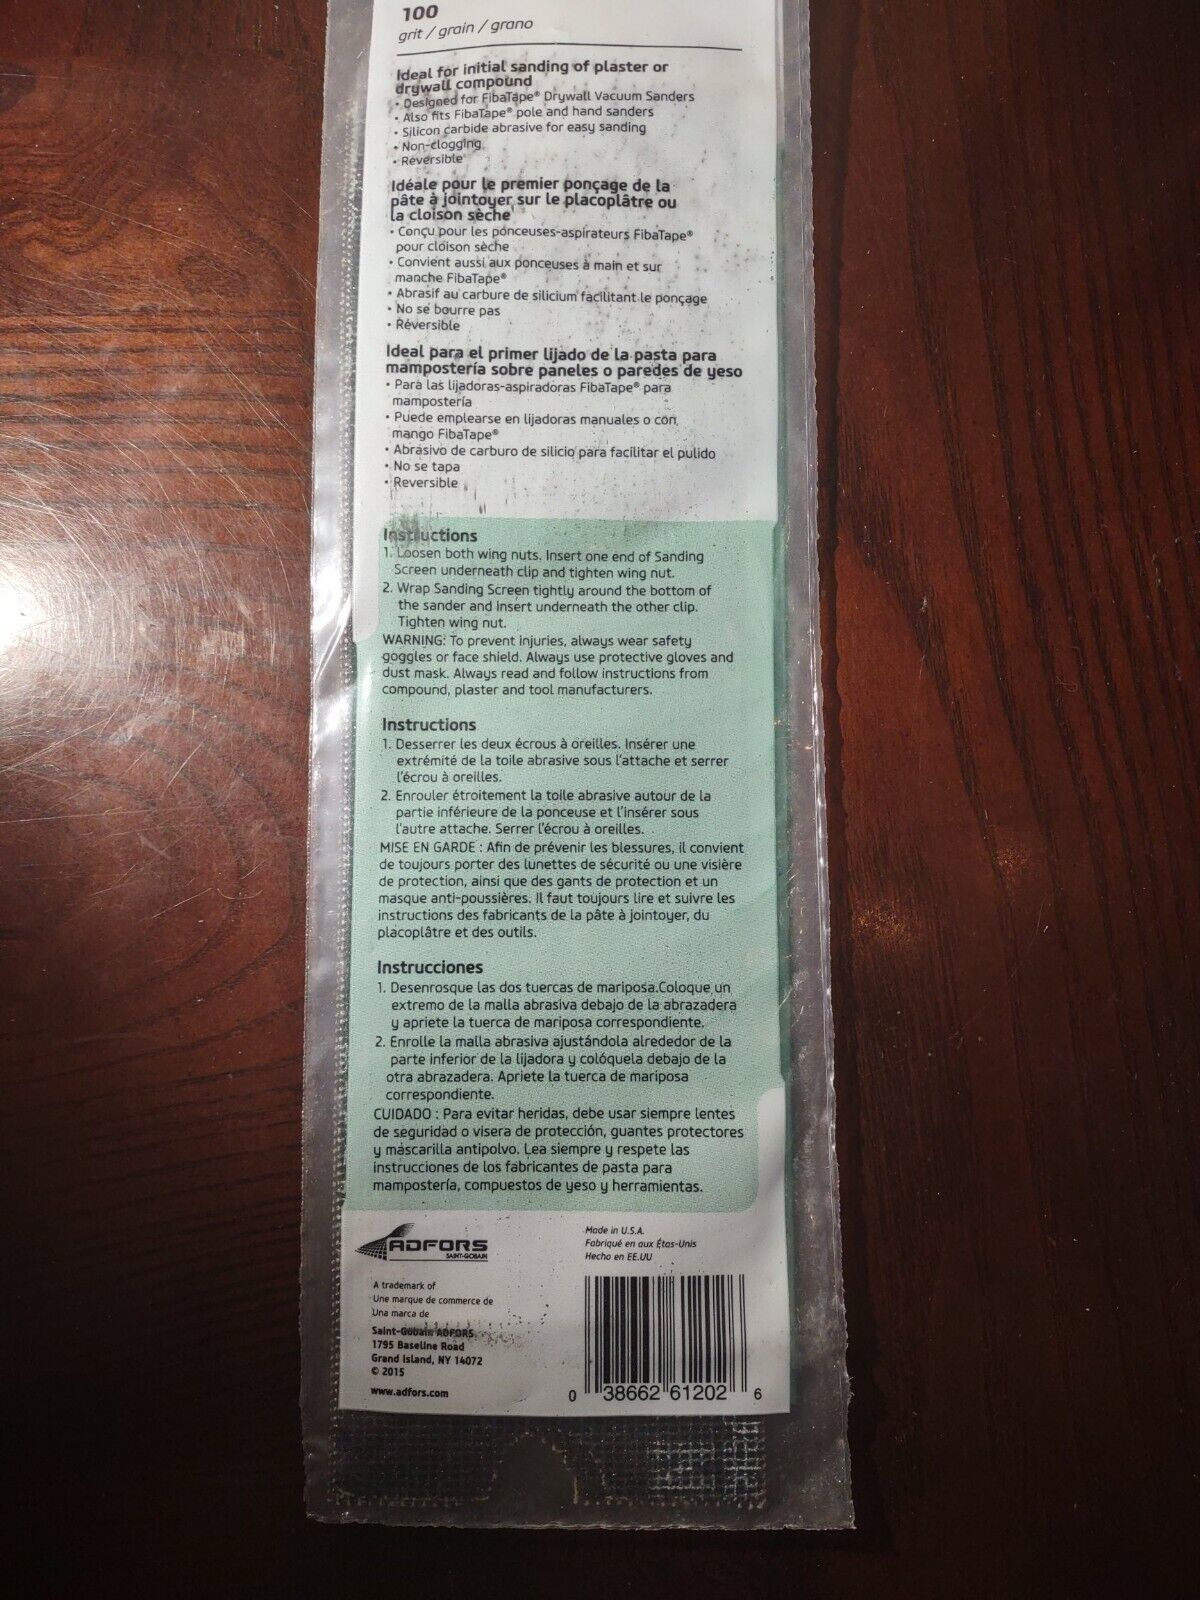 100
grit / grain / grano
Ideal for initial sanding of plaster or
drywall compound
• Designed for FibaTape® Drywall Vacuum Sanders
• Also fits FibaTape® pole and hand sanders
• Silicon carbide abrasive for easy sanding
• Non-clogging
• Reversible
Idéale pour le premier ponçage de la
pâte à jointoyer sur le placoplâtre ou
la cloison sèche
• Conçu pour les ponceuses-aspirateurs FibaTape®
pour cloison sèche
• Convient aussi aux ponceuses à main et sur
manche FibaTape®
• Abrasif au carbure de silicium facilitant le ponçage
• No se bourre pas
• Réversible
Ideal para el primer lijado de la pasta para
mampostería sobre paneles o paredes de yeso
• Para las lijadoras-aspiradoras FibaTape® para
mampostería
• Puede emplearse en lijadoras manuales o con
mango FibaTape®
• Abrasivo de carburo de silicio para facilitar el pulido
• No se tapa
• Reversible
Instructions
1. Loosen both wing nuts. Insert one end of Sanding
Screen underneath clip and tighten wing nut.
2. Wrap Sanding Screen tightly around the bottom of
the sander and insert underneath the other clip.
Tighten wing nut.
WARNING: To prevent injuries, always wear safety
goggles or face shield. Always use protective gloves and
dust mask. Always read and follow instructions from
compound, plaster and tool manufacturers.
Instructions
1. Desserrer les deux écrous à oreilles. Insérer une
extrémité de la toile abrasive sous l'attache et serrer
l'écrou à oreilles.
2. Enrouler étroitement la toile abrasive autour de la
partie inférieure de la ponceuse et l'insérer sous
l'autre attache. Serrer l'écrou à oreilles.
MISE EN GARDE : Afin de prévenir les blessures, il convient
de toujours porter des lunettes de sécurité ou une visière
de protection, ainsi que des gants de protection et un
masque anti-poussières. Il faut toujours lire et suivre les
instructions des fabricants de la pâte à jointoyer, du
placoplâtre et des outils.
Instrucciones
1. Desenrosque las dos tuercas de mariposa.Coloque un
extremo de la malla abrasiva debajo de la abrazadera
y apriete la tuerca de mariposa correspondiente.
2. Enrolle la malla abrasiva ajustándola alrededor de la
parte inferior de la lijadora y colóquela debajo de la
otra abrazadera. Apriete la tuerca de mariposa
correspondiente.
CUIDADO : Para evitar heridas, debe usar siempre lentes
de seguridad o visera de protección, guantes protectores
y máscarilla antipolvo. Lea siempre y respete las
instrucciones de los fabricantes de pasta para
mampostería, compuestos de yeso y herramientas.
ADFORS
SAINT-GOBAIN
Made in U.S.A.
Fabriqué en aux Étas-Unis
Hecho en EE.UU
A trademark of
Une marque de commerce de
Una marca de
Saint-Gobain ADFORS
1795 Baseline Road
Grand Island, NY 14072
© 2015
www.adfors.com
0 38662 61202 6